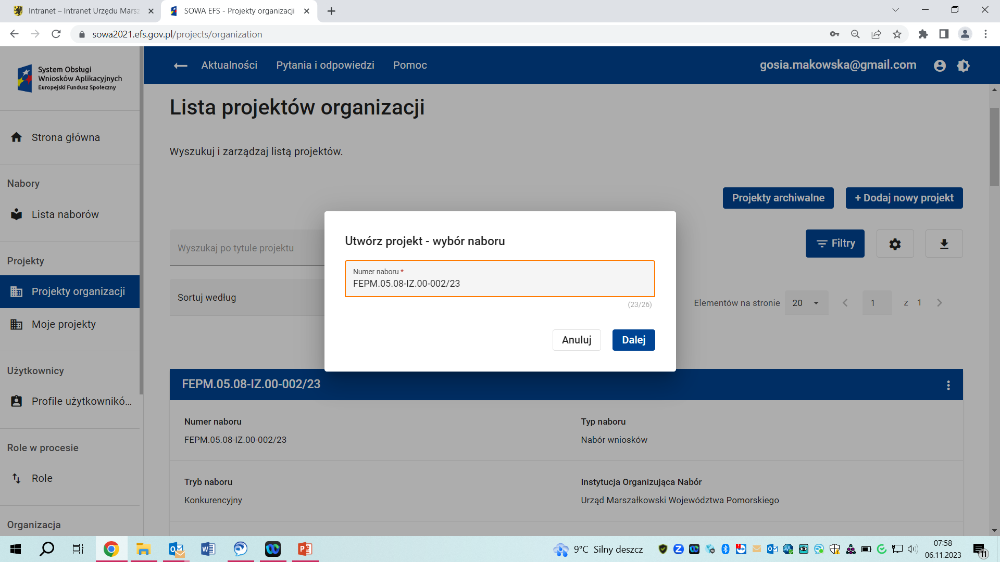 Intranet – Intranet Urzędu Marsz
SOWA EFS - Projekty organizacji
sowa2021.efs.gov.pl/projects/organization
System Obsługi
Wniosków Aplikacyjnych
Europejski Fundusz Społeczny
Aktualności
Pytania i odpowiedzi
Pomoc
gosia.makowska@gmail.com
Strona główna
Nabory
Lista naborów
Projekty
Projekty organizacji
Moje projekty
Użytkownicy
Profile użytkownikó...
Role w procesie
Role
Organizacja
Lista projektów organizacji
Wyszukuj i zarządzaj listą projektów.
Projekty archiwalne
+ Dodaj nowy projekt
Wyszukaj po tytule projektu
Filtry
Sortuj według
Elementów na stronie
20
1
z 1
Utwórz projekt - wybór naboru
Numer naboru *
FEPM.05.08-IZ.00-002/23
(23/26)
Anuluj
Dalej
FEPM.05.08-IZ.00-002/23
Numer naboru
FEPM.05.08-IZ.00-002/23
Typ naboru
Nabór wniosków
Tryb naboru
Konkurencyjny
Instytucja Organizująca Nabór
Urząd Marszałkowski Województwa Pomorskiego
9°C Silny deszcz
07:58
06.11.2023
11